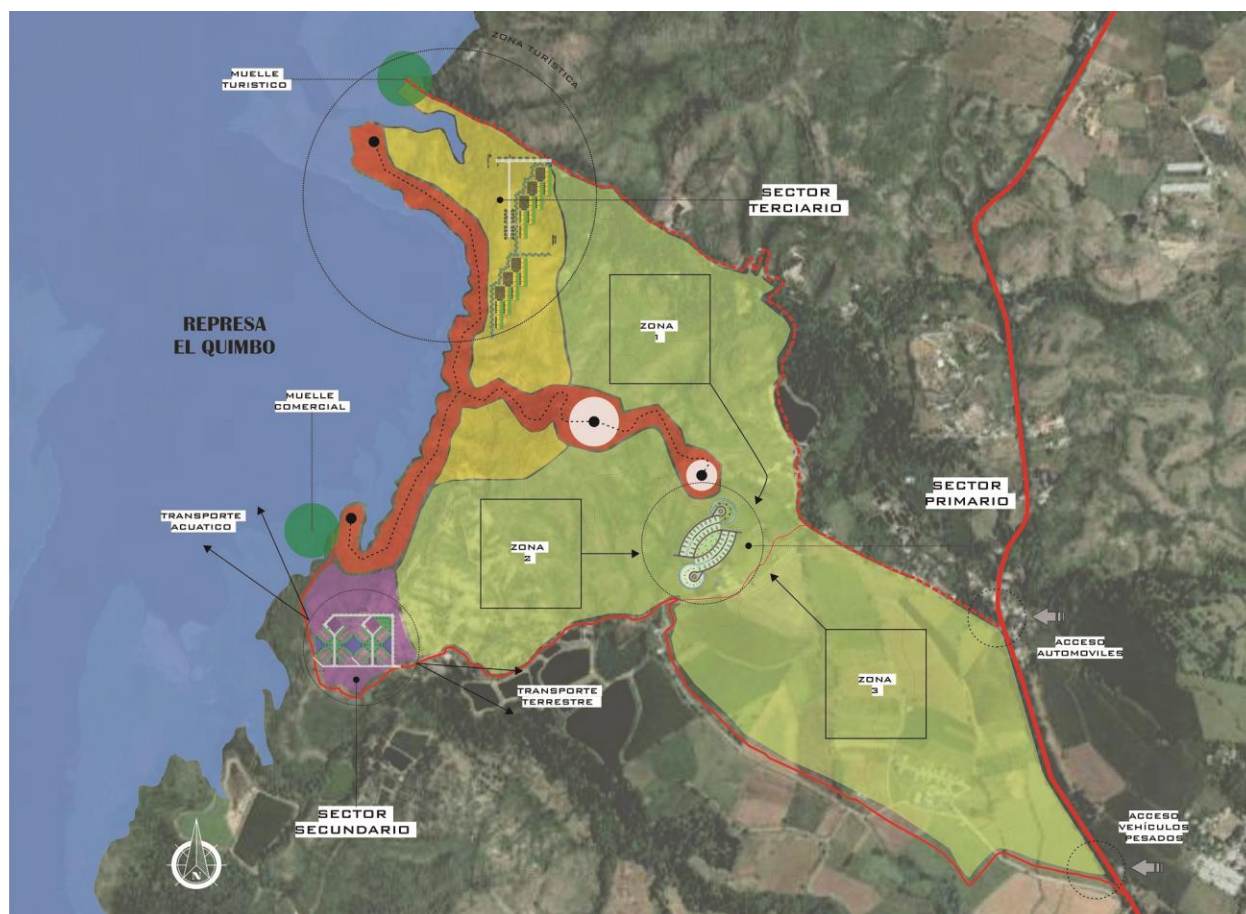 ZONA TURÍSTICA
MUELLE
TURISTICO
SECTOR
TERCIARIO
REPRESA
EL QUIMBO
ZONA
1
MUELLE
COMERCIAL
SECTOR
PRIMARIO
TRANSPORTE
ACUATICO
ZONA
2
ACCESO
AUTOMOVILES
ZONA
3
TRANSPORTE
TERRESTRE
SECTOR
SECUNDARIO
ACCESO
VEHÍCULOS
PESADOS
N